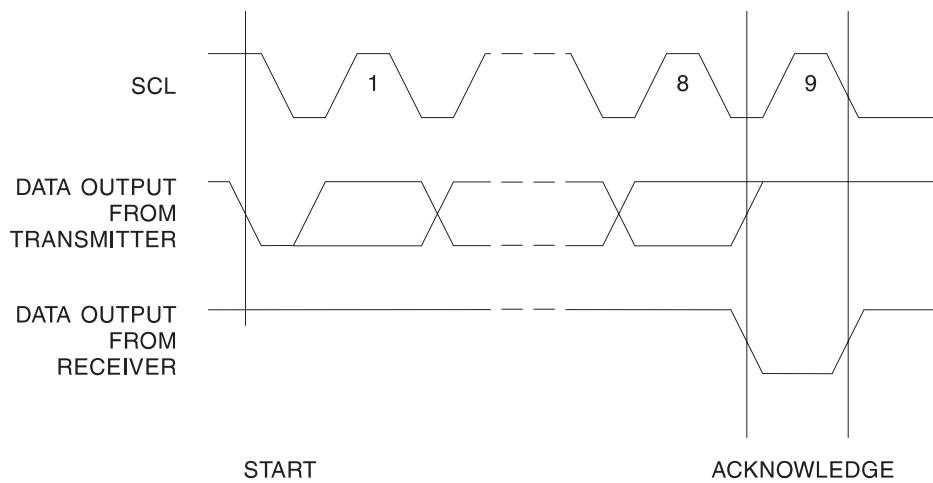 SCL
1
8
9
DATA OUTPUT
FROM
TRANSMITTER
DATA OUTPUT
FROM
RECEIVER
START
ACKNOWLEDGE